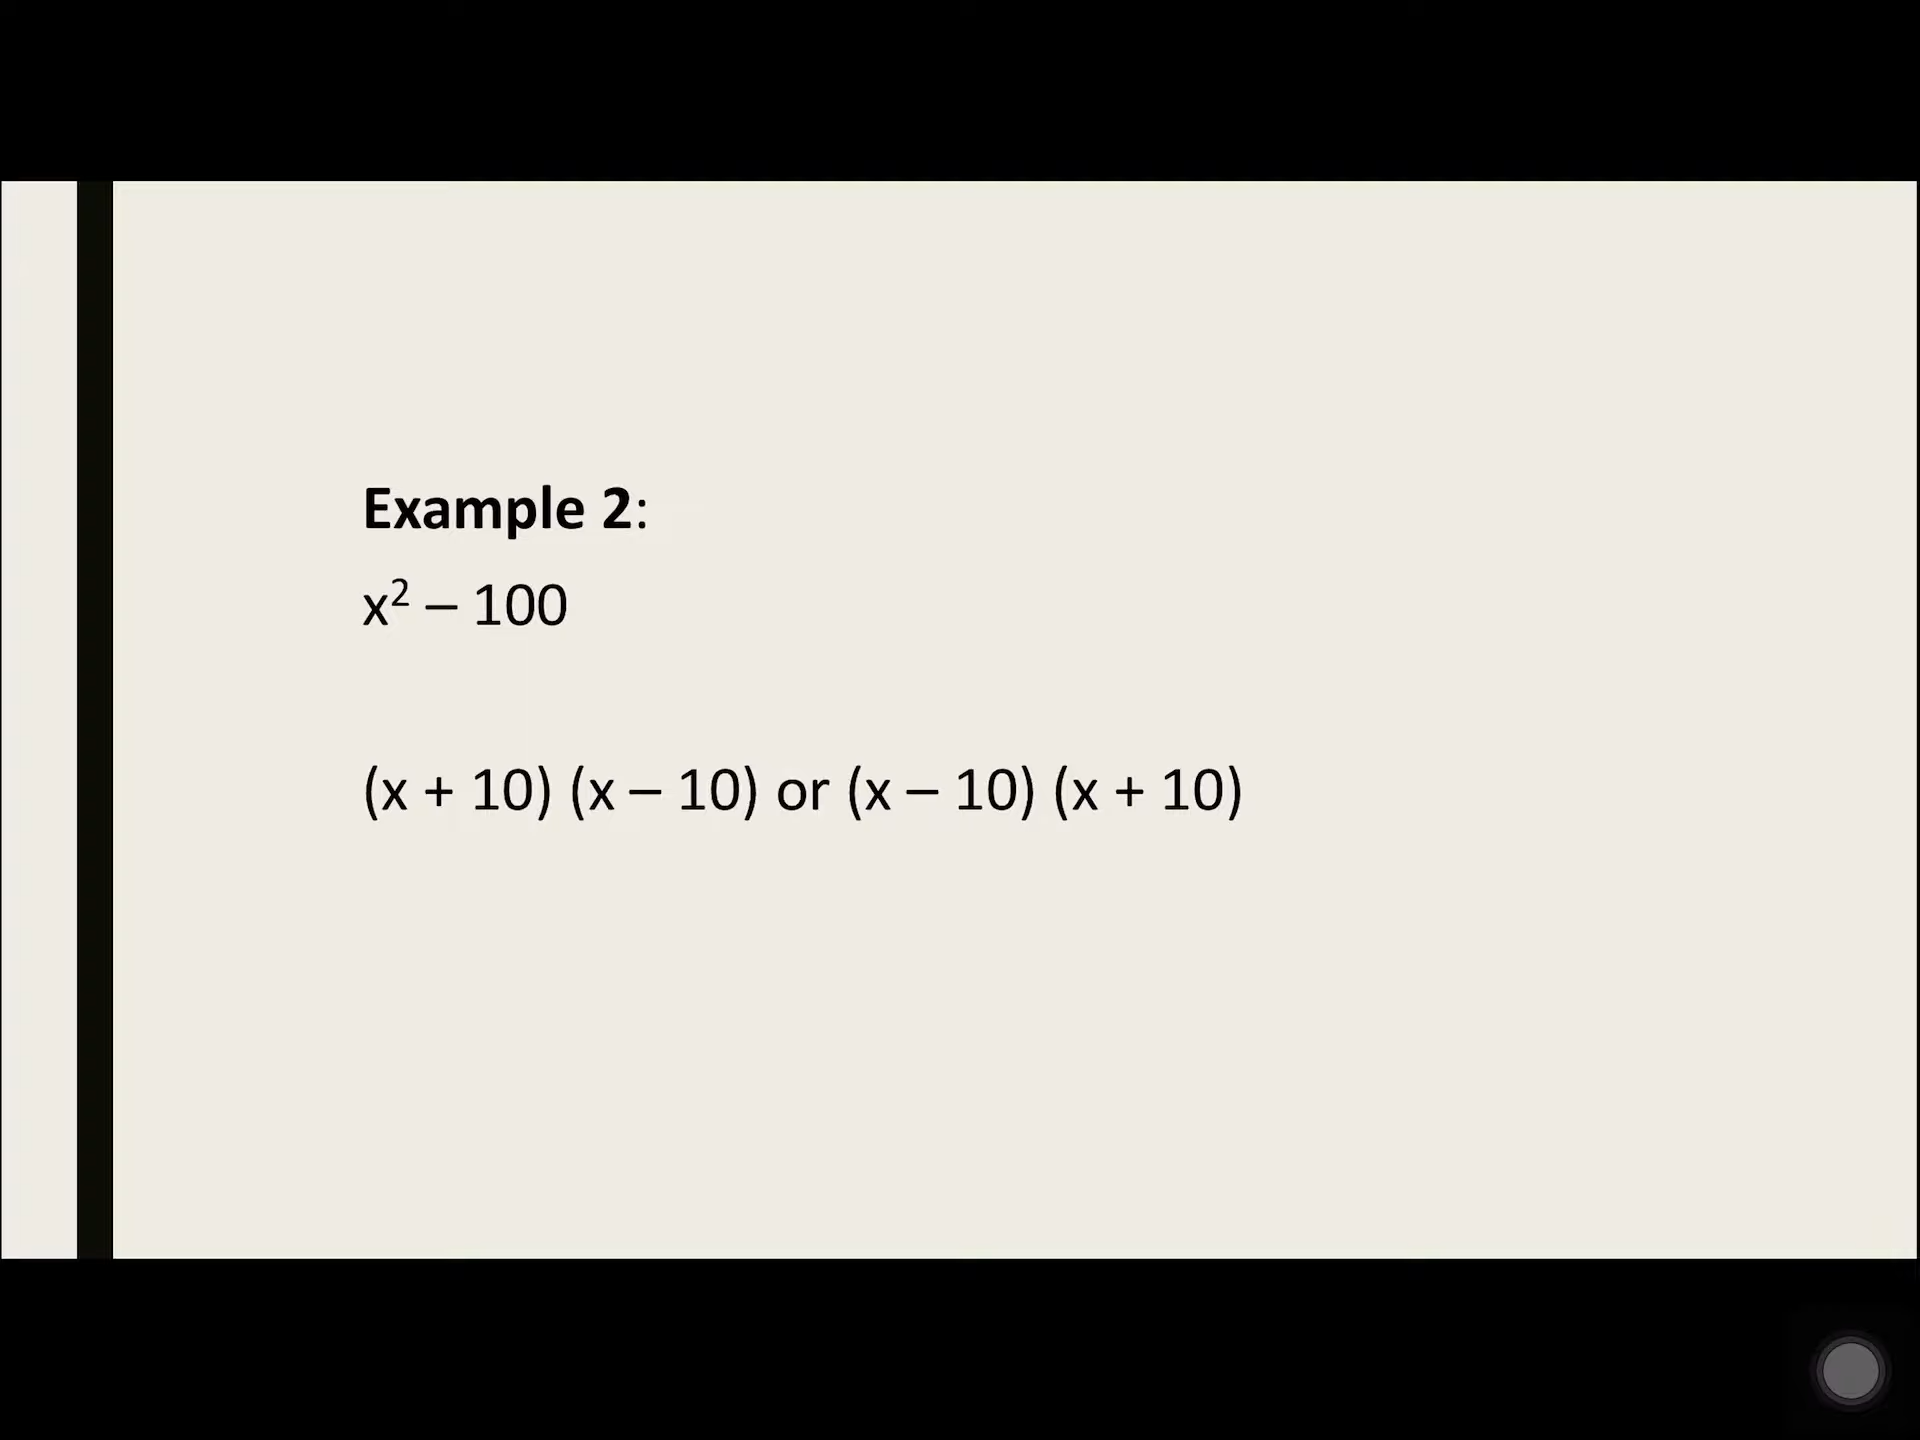 Example 2:
x² – 100
(x + 10) (x – 10) or (x – 10) (x + 10)